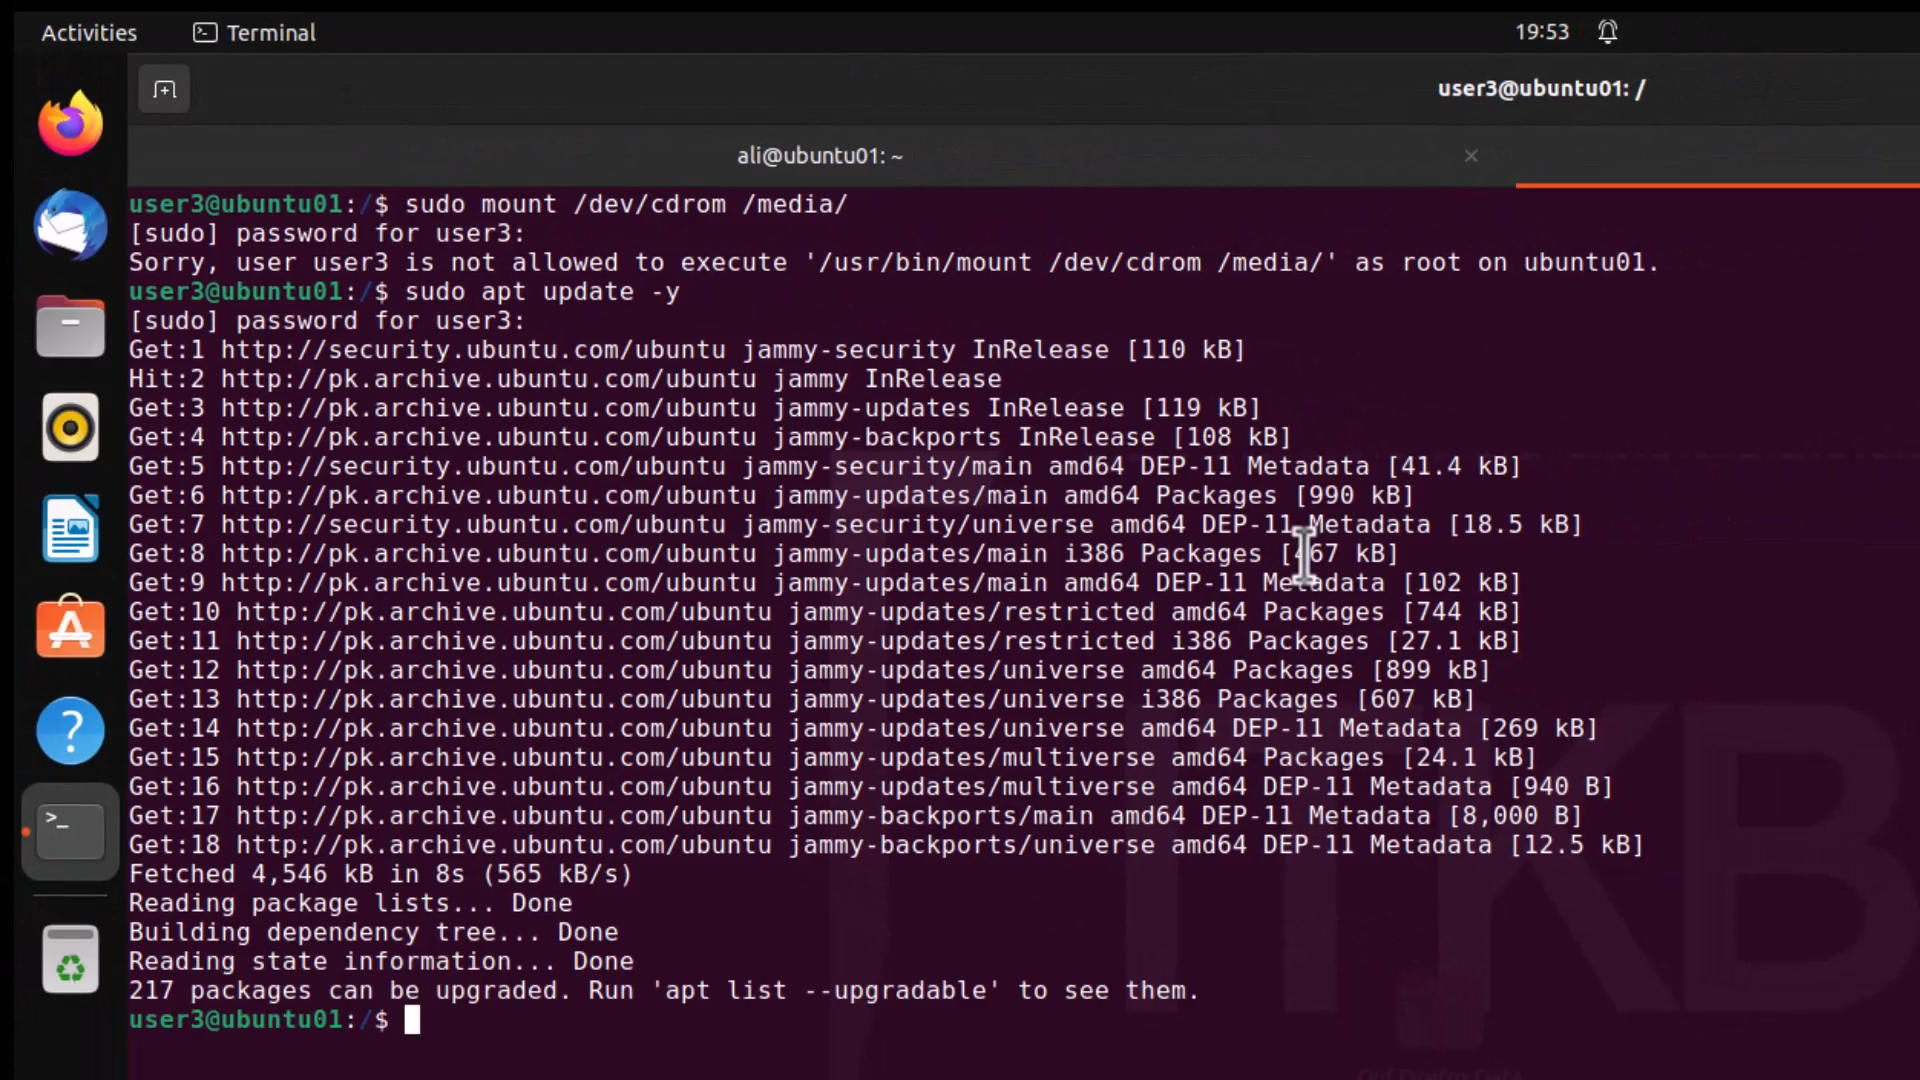 Activities
Terminal
19:53
user3@ubuntu01: /
ali@ubuntu01: ~
user3@ubuntu01:/$ sudo mount /dev/cdrom /media/
[sudo] password for user3:
Sorry, user user3 is not allowed to execute '/usr/bin/mount /dev/cdrom /media/' as root on ubuntu01.
user3@ubuntu01:/$ sudo apt update -y
[sudo] password for user3:
Get:1 http://security.ubuntu.com/ubuntu jammy-security InRelease [110 kB]
Hit:2 http://pk.archive.ubuntu.com/ubuntu jammy InRelease
Get:3 http://pk.archive.ubuntu.com/ubuntu jammy-updates InRelease [119 kB]
Get:4 http://pk.archive.ubuntu.com/ubuntu jammy-backports InRelease [108 kB]
Get:5 http://security.ubuntu.com/ubuntu jammy-security/main amd64 DEP-11 Metadata [41.4 kB]
Get:6 http://pk.archive.ubuntu.com/ubuntu jammy-updates/main amd64 Packages [990 kB]
Get:7 http://security.ubuntu.com/ubuntu jammy-security/universe amd64 DEP-11 Metadata [18.5 kB]
Get:8 http://pk.archive.ubuntu.com/ubuntu jammy-updates/main i386 Packages [467 kB]
Get:9 http://pk.archive.ubuntu.com/ubuntu jammy-updates/main amd64 DEP-11 Metadata [102 kB]
Get:10 http://pk.archive.ubuntu.com/ubuntu jammy-updates/restricted amd64 Packages [744 kB]
Get:11 http://pk.archive.ubuntu.com/ubuntu jammy-updates/restricted i386 Packages [27.1 kB]
Get:12 http://pk.archive.ubuntu.com/ubuntu jammy-updates/universe amd64 Packages [899 kB]
Get:13 http://pk.archive.ubuntu.com/ubuntu jammy-updates/universe i386 Packages [607 kB]
Get:14 http://pk.archive.ubuntu.com/ubuntu jammy-updates/universe amd64 DEP-11 Metadata [269 kB]
Get:15 http://pk.archive.ubuntu.com/ubuntu jammy-updates/multiverse amd64 Packages [24.1 kB]
Get:16 http://pk.archive.ubuntu.com/ubuntu jammy-updates/multiverse amd64 DEP-11 Metadata [940 B]
Get:17 http://pk.archive.ubuntu.com/ubuntu jammy-backports/main amd64 DEP-11 Metadata [8,000 B]
Get:18 http://pk.archive.ubuntu.com/ubuntu jammy-backports/universe amd64 DEP-11 Metadata [12.5 kB]
Fetched 4,546 kB in 8s (565 kB/s)
Reading package lists... Done
Building dependency tree... Done
Reading state information... Done
217 packages can be upgraded. Run 'apt list --upgradable' to see them.
user3@ubuntu01:/$
ITKB